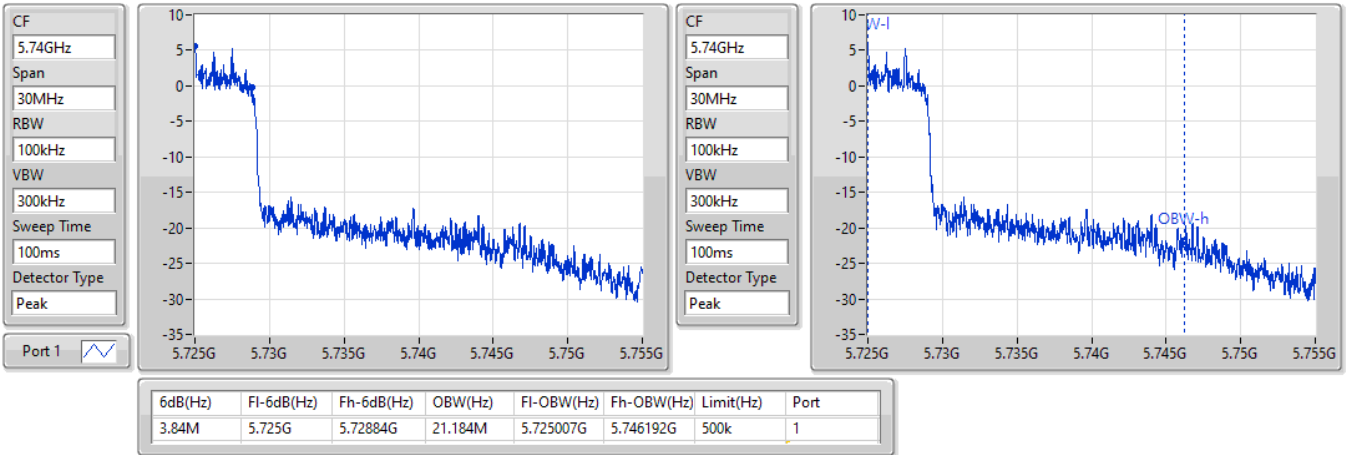 CF
5.74GHz
Span
30MHz
RBW
100kHz
VBW
300kHz
Sweep Time
100ms
Detector Type
Peak
Port 1
10
5
0
-5
-10
-15
-20
-25
-30
-35
5.725G 5.73G 5.735G 5.74G 5.745G 5.75G 5.755G
CF
5.74GHz
Span
30MHz
RBW
100kHz
VBW
300kHz
Sweep Time
100ms
Detector Type
Peak
10
5
0
-5
-10
-15
-20
-25
-30
-35
W-l
OBW-h
5.725G 5.73G 5.735G 5.74G 5.745G 5.75G 5.755G
6dB(Hz) Fl-6dB(Hz) Fh-6dB(Hz) OBW(Hz) Fl-OBW(Hz) Fh-OBW(Hz) Limit(Hz) Port
3.84M 5.725G 5.72884G 21.184M 5.725007G 5.746192G 500k 1